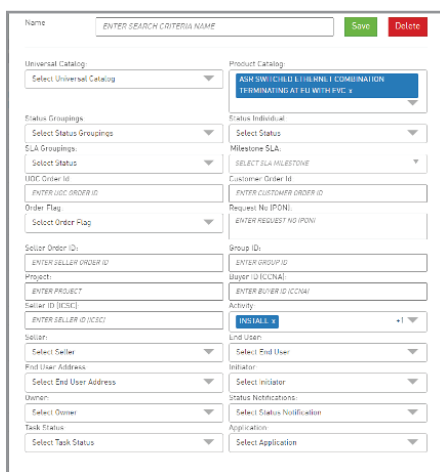 Name
ENTER SEARCH CRITERIA NAME
Save
Delete
Universal Catalog:
Product Catalog:
Select Universal Catalog
ASR SWITCHED ETHERNET COMBINATION
TERMINATING AT EU WITH EVC x
Status Groupings:
Status Individual
Select Status Groupings
Select Status
SLA Groupings:
Milestone SLA:
Select Status
SELECT SLA MILESTONE
UOC Order Id
Customer Order Id
ENTER UOC ORDER ID
ENTER CUSTOMER ORDER ID
Order Flag:
Request No (PON):
Select Order Flag
ENTER REQUEST NO (PON)
Seller Order ID:
Group ID:
ENTER SELLER ORDER ID
ENTER GROUP ID
Project:
Buyer ID (CCNA):
ENTER PROJECT
ENTER BUYER ID (CCNA)
Seller ID (ICSC):
Activity:
ENTER SELLER ID (ICSC)
INSTALL x
+1
Seller:
End User:
Select Seller
Select End User
End User Address
Initiator:
Select End User Address
Select Initiator
Owner:
Status Notifications:
Select Owner
Select Status Notification
Task Status:
Application:
Select Task Status
Select Application